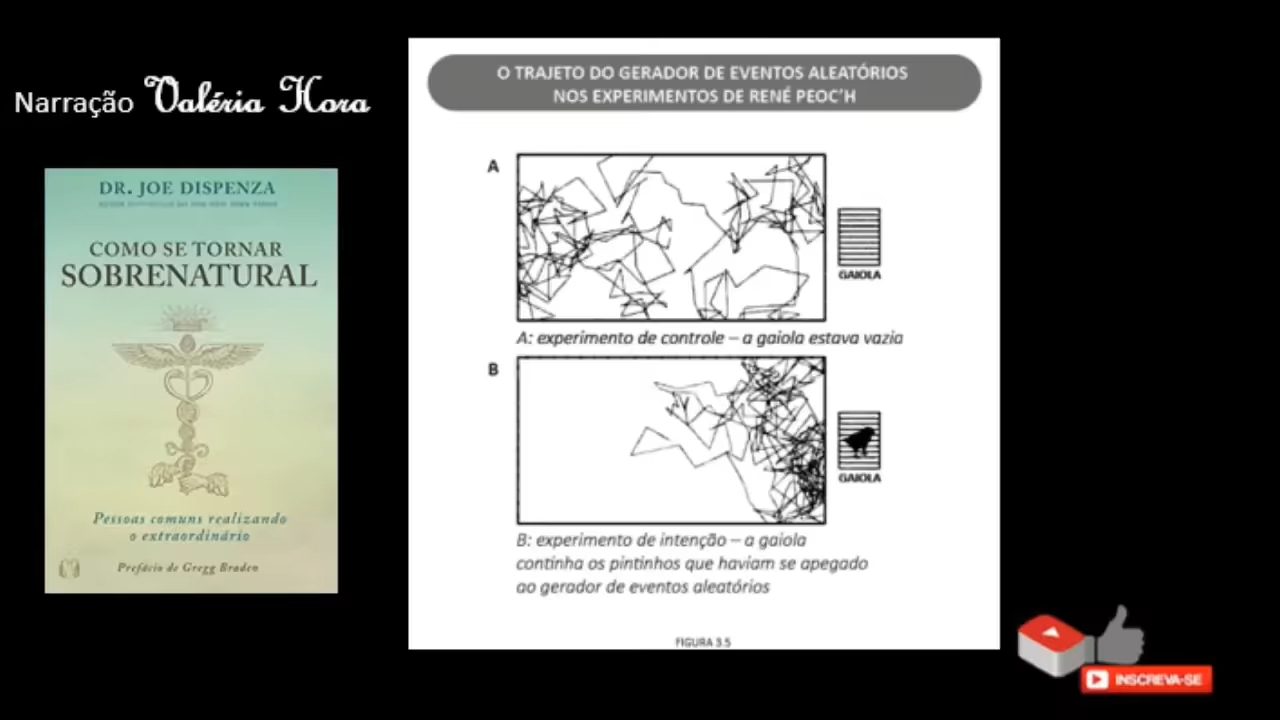 Narração Valéria Hora
DR. JOE DISPENZA
COMO SE TORNAR
SOBRENATURAL
Pessoas comuns realizando
o extraordinário
Prefácio de Gregg Braden
O TRAJETO DO GERADOR DE EVENTOS ALEATÓRIOS
NOS EXPERIMENTOS DE RENÉ PEOC'H
A
GAIOLA
A: experimento de controle – a gaiola estava vazia
B
GAIOLA
B: experimento de intenção – a gaiola
continha os pintinhos que haviam se apegado
ao gerador de eventos aleatórios
FIGURA 3.5
INSCREVA-SE